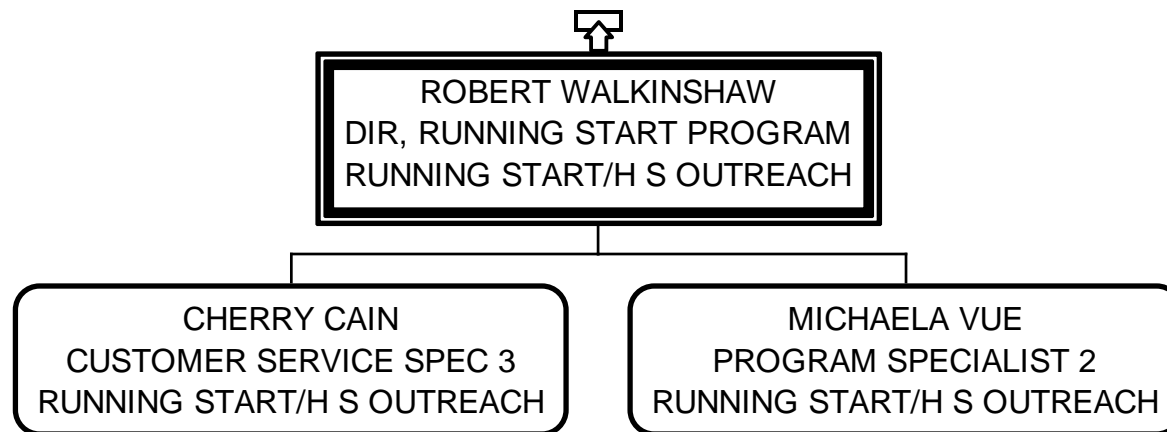 ROBERT WALKINSHAW
DIR, RUNNING START PROGRAM
RUNNING START/H S OUTREACH
CHERRY CAIN
CUSTOMER SERVICE SPEC 3
RUNNING START/H S OUTREACH
MICHAELA VUE
PROGRAM SPECIALIST 2
RUNNING START/H S OUTREACH